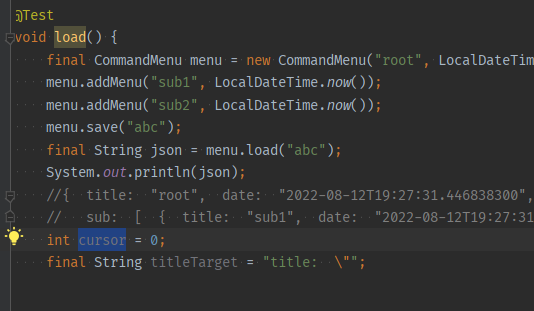 @Test
void load() {
final CommandMenu menu = new CommandMenu("root", LocalDateTim
menu.addMenu("sub1", LocalDateTime.now());
menu.addMenu("sub2", LocalDateTime.now());
menu.save("abc");
final String json = menu.load("abc");
System.out.println(json);
//{  title:  "root",  date:  "2022-08-12T19:27:31.446838300",
//   sub:  [  {  title:  "sub1",  date:  "2022-08-12T19:27:31
int cursor = 0;
final String titleTarget = "title:  \"";